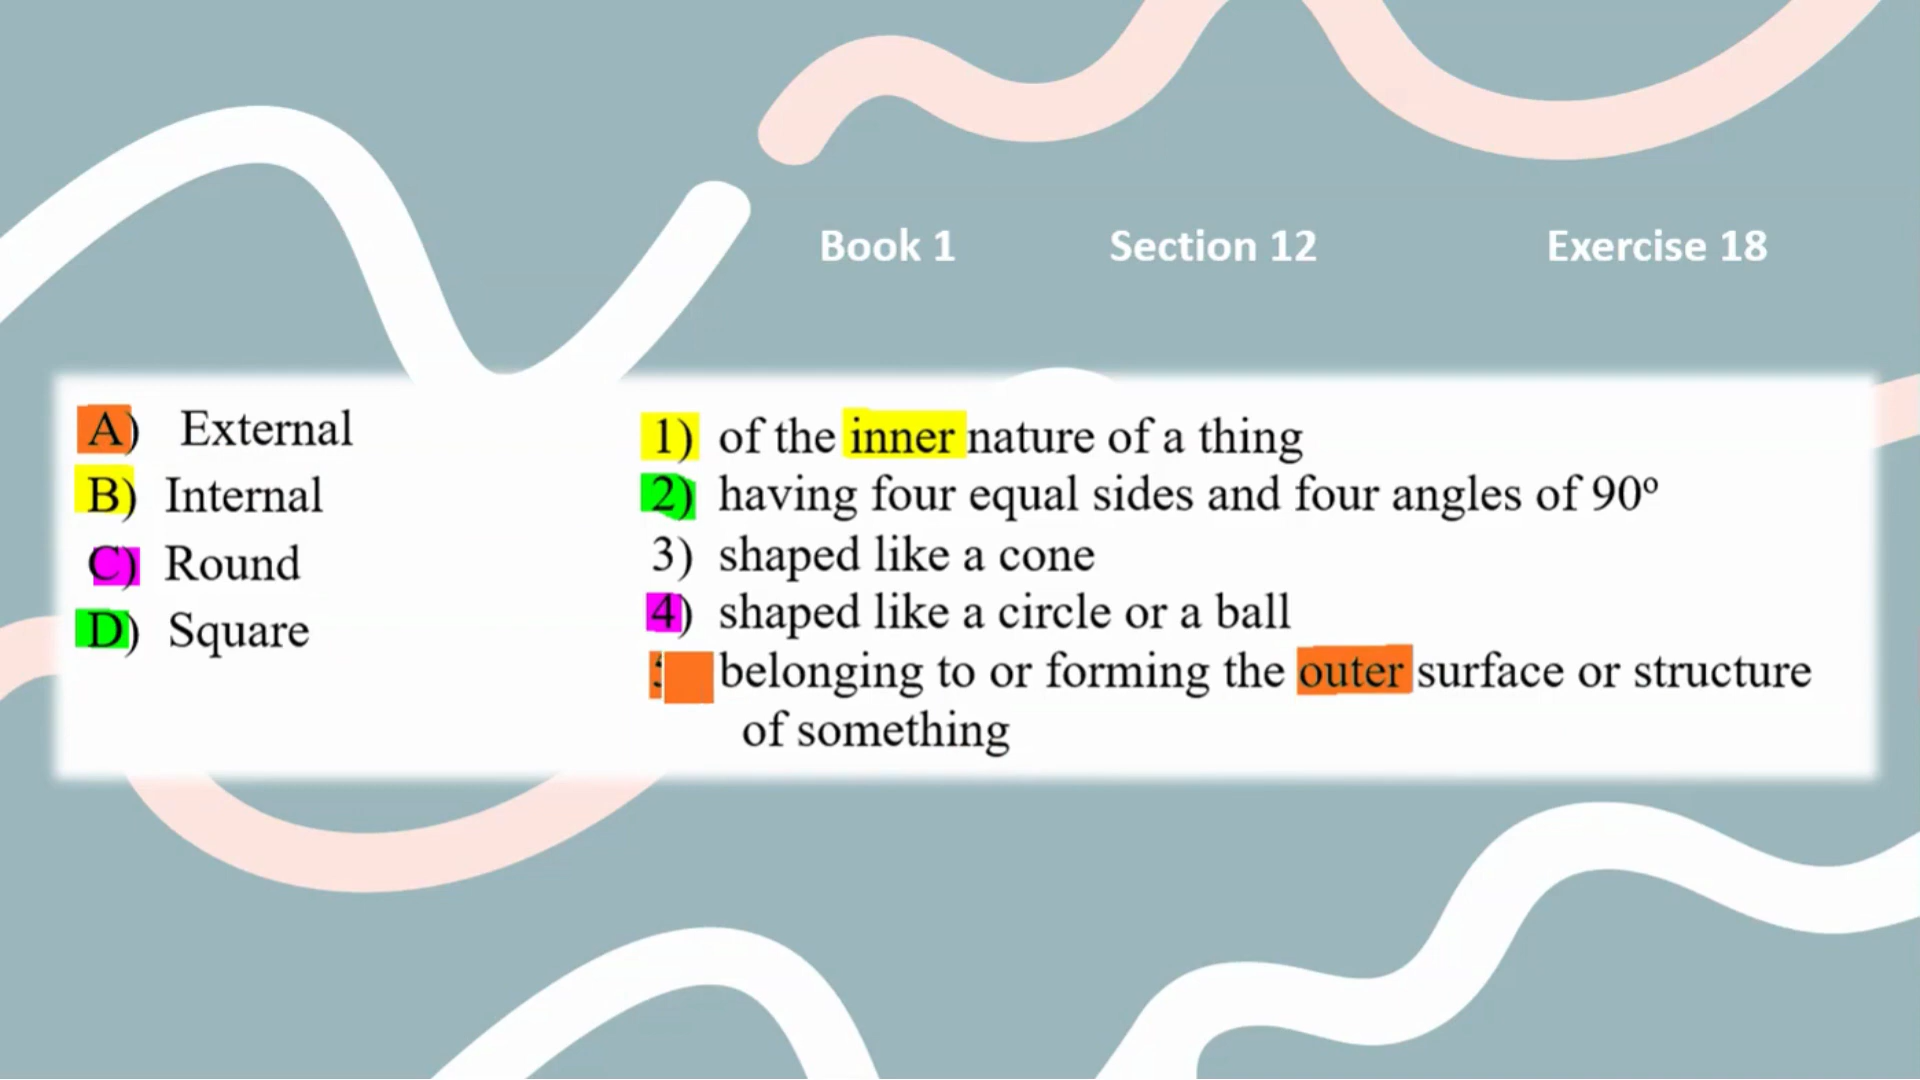 Book 1 Section 12 Exercise 18
A) External
B) Internal
C) Round
D) Square
1) of the inner nature of a thing
2) having four equal sides and four angles of 90º
3) shaped like a cone
4) shaped like a circle or a ball
belonging to or forming the outer surface or structure
of something